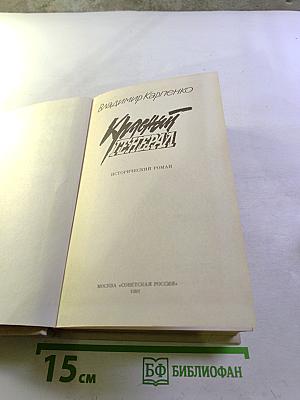 Владимир Карпенко
Красный
ГЕНЕРАЛ
ИСТОРИЧЕСКИЙ РОМАН
МОСКВА «СОВЕТСКАЯ РОССИЯ»
15 см
БФ БИБЛИОФАН